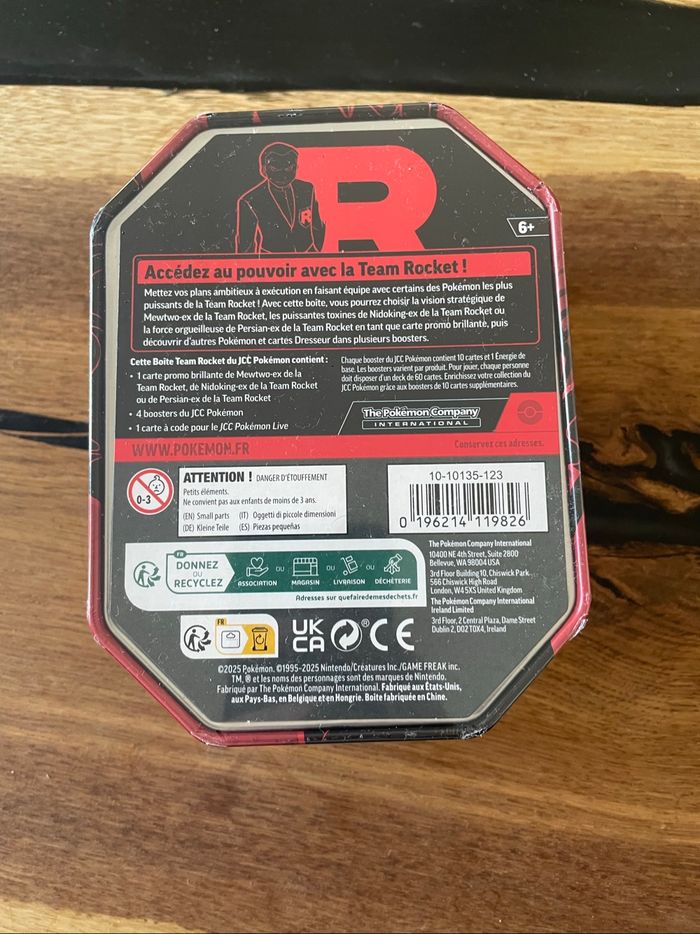 R
R
6+
Accédez au pouvoir avec la Team Rocket !
Mettez vos plans ambitieux à exécution en faisant équipe avec certains des Pokémon les plus
puissants de la Team Rocket ! Avec cette boîte, vous pourrez choisir la vision stratégique de
Mewtwo-ex de la Team Rocket, les puissantes toxines de Nidoking-ex de la Team Rocket ou
la force orgueilleuse de Persian-ex de la Team Rocket en tant que carte promo brillante, puis
découvrir d'autres Pokémon et cartes Dresseur dans plusieurs boosters.
Cette Boîte Team Rocket du JCC Pokémon contient :
• 1 carte promo brillante de Mewtwo-ex de la
Team Rocket, de Nidoking-ex de la Team Rocket
ou de Persian-ex de la Team Rocket
• 4 boosters du JCC Pokémon
• 1 carte à code pour le JCC Pokémon Live
Chaque booster du JCC Pokémon contient 10 cartes et 1 Énergie de
base. Les boosters varient par produit. Pour jouer, chaque personne
doit disposer d'un deck de 60 cartes. Enrichissez votre collection du
JCC Pokémon grâce aux boosters de 10 cartes supplémentaires.
The Pokémon Company
INTERNATIONAL
WWW.POKEMON.FR
Conservez ces adresses.
0-3
ATTENTION ! DANGER D'ÉTOUFFEMENT
Petits éléments.
Ne convient pas aux enfants de moins de 3 ans.
(EN) Small parts (IT) Oggetti di piccole dimensioni
(DE) Kleine Teile (ES) Piezas pequeñas
10-10135-123
0 196214 119826
FR
DONNEZ
OU
RECYCLEZ
ASSOCIATION
OU
MAGASIN
OU
LIVRAISON
OU
DÉCHÈTERIE
Adresses sur quefairedemesdechets.fr
The Pokémon Company International
10400 NE 4th Street, Suite 2800
Bellevue, WA 98004 USA
3rd Floor Building 10, Chiswick Park
566 Chiswick High Road
London, W4 5XS United Kingdom
The Pokémon Company International
Ireland Limited
3rd Floor, 2 Central Plaza, Dame Street
Dublin 2, D02 T0X4, Ireland
FR
UK
CA
®
CE
©2025 Pokémon. ©1995-2025 Nintendo/Creatures Inc./GAME FREAK inc.
TM, ® et les noms des personnages sont des marques de Nintendo.
Fabriqué par The Pokémon Company International. Fabriqué aux États-Unis,
aux Pays-Bas, en Belgique et en Hongrie. Boîte fabriquée en Chine.